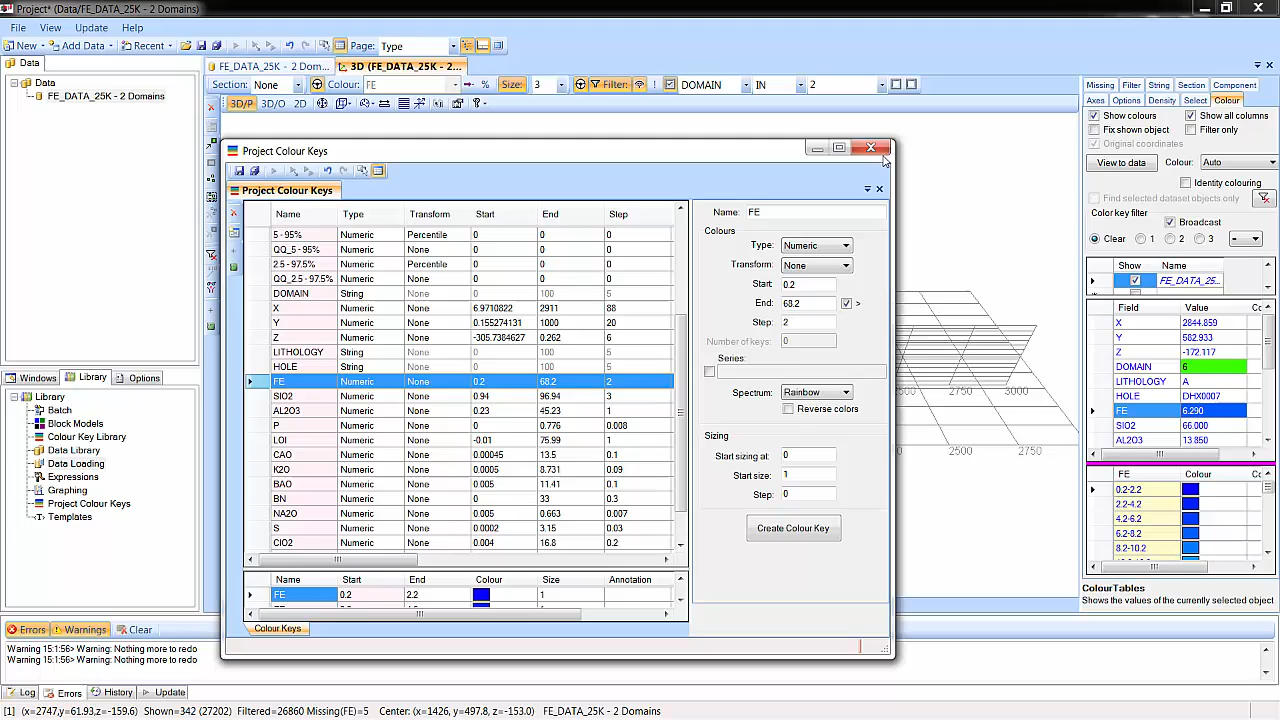 Project* (Data/FE_DATA_25K - 2 Domains)
File View Update Help
New Add Data Recent Page: Type
Data
Data
FE_DATA_25K - 2 Domains
FE_DATA_25K - 2 Dom... 3D (FE_DATA_25K - 2...
Section: None Colour: FE % Size: 3 Filter: ! DOMAIN IN 2
3D/P 3D/O 2D
Project Colour Keys
Project Colour Keys
Name Type Transform Start End Step
5 - 95% Numeric Percentile 0 0 0
QQ_5 - 95% Numeric None 0 0 0
2.5 - 97.5% Numeric Percentile 0 0 0
QQ_2.5 - 97.5% Numeric None 0 0 0
DOMAIN String 0 100 5
X Numeric None 6.9710822 2911 88
Y Numeric None 0.155274131 1000 20
Z Numeric None -305.7384627 0.262 6
LITHOLOGY String 0 100 5
HOLE String 0 100 5
FE Numeric None 0.2 68.2 2
SIO2 Numeric None 0.94 96.94 3
AL2O3 Numeric None 0.23 45.23 1
P Numeric None 0 0.776 0.008
LOI Numeric None -0.01 75.99 1
CAO Numeric None 0.00045 13.5 0.1
K2O Numeric None 0.0005 8.731 0.09
BAO Numeric None 0.005 11.41 0.1
BN Numeric None 0 33 0.3
NA2O Numeric None 0.005 0.663 0.007
S Numeric None 0.0002 3.15 0.03
ClO2 Numeric None 0.004 16.8 0.2
Name Start End Colour Size Annotation
FE 0.2 2.2 1
Colour Keys
Name: FE
Colours
Type: Numeric
Transform: None
Start: 0.2
End: 68.2 >
Step: 2
Number of keys: 0
Series:
Spectrum: Rainbow
Reverse colors
Sizing
Start sizing at: 0
Start size: 1
Step: 0
Create Colour Key
2500 2750 3000
2500 2750
Missing Filter String Section Component
Axes Options Density Select Colour
Show colours Show all columns
Fix shown object Filter only
Original coordinates
View to data Colour: Auto
Identity colouring
Find selected dataset objects only
Color key filter
Broadcast
Clear 1 2 3 =
Show Name
FE_DATA_25...
Field Value Cc
X 2844.859
Y 582.933
Z -172.117
DOMAIN 6
LITHOLOGY A
HOLE DHX0007
FE 6.290
SIO2 66.000
AL2O3 13.850
FE Colour Cc
0.2-2.2
2.2-4.2
4.2-6.2
6.2-8.2
8.2-10.2
ColourTables
Shows the values of the currently selected object
Windows Library Options
Library
Batch
Block Models
Colour Key Library
Data Library
Data Loading
Expressions
Graphing
Project Colour Keys
Templates
Errors Warnings Clear
Warning 15:1:56> Warning: Nothing more to redo
Warning 15:1:56> Warning: Nothing more to redo
Log Errors History Update
[1] (x=2747,y=61.93,z=-159.6) Shown=342 (27202) Filtered=26860 Missing(FE)=5 Center: (x=1426, y=497.8, z=-153.0) FE_DATA_25K - 2 Domains